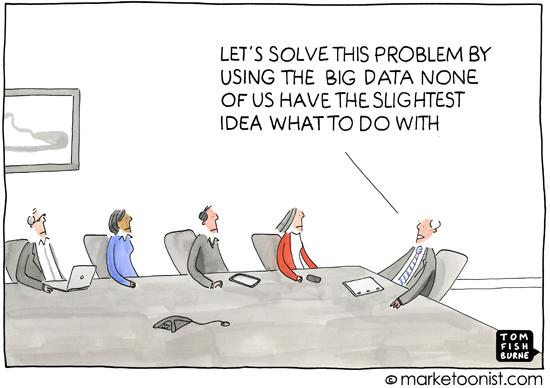 LET'S SOLVE THIS PROBLEM BY
USING THE BIG DATA NONE
OF US HAVE THE SLIGHTEST
IDEA WHAT TO DO WITH
TOM
FISH
BURNE
© marketoonist.com